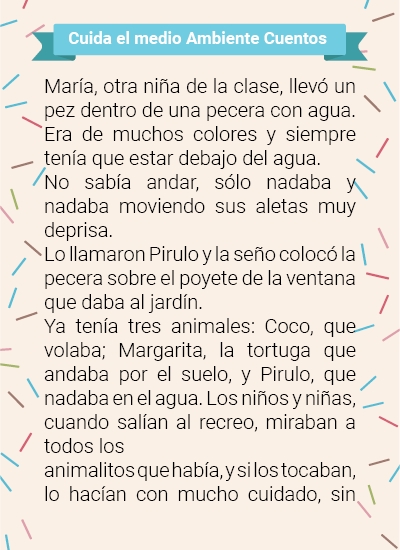 Cuida el medio Ambiente Cuentos
María, otra niña de la clase, llevó un
pez dentro de una pecera con agua.
Era de muchos colores y siempre
tenía que estar debajo del agua.
No sabía andar, sólo nadaba y
nadaba moviendo sus aletas muy
deprisa.
Lo llamaron Pirulo y la seño colocó la
pecera sobre el poyete de la ventana
que daba al jardín.
Ya tenía tres animales: Coco, que
volaba; Margarita, la tortuga que
andaba por el suelo, y Pirulo, que
nadaba en el agua. Los niños y niñas,
cuando salían al recreo, miraban a
todos los
animalitos que había, y si los tocaban,
lo hacían con mucho cuidado, sin